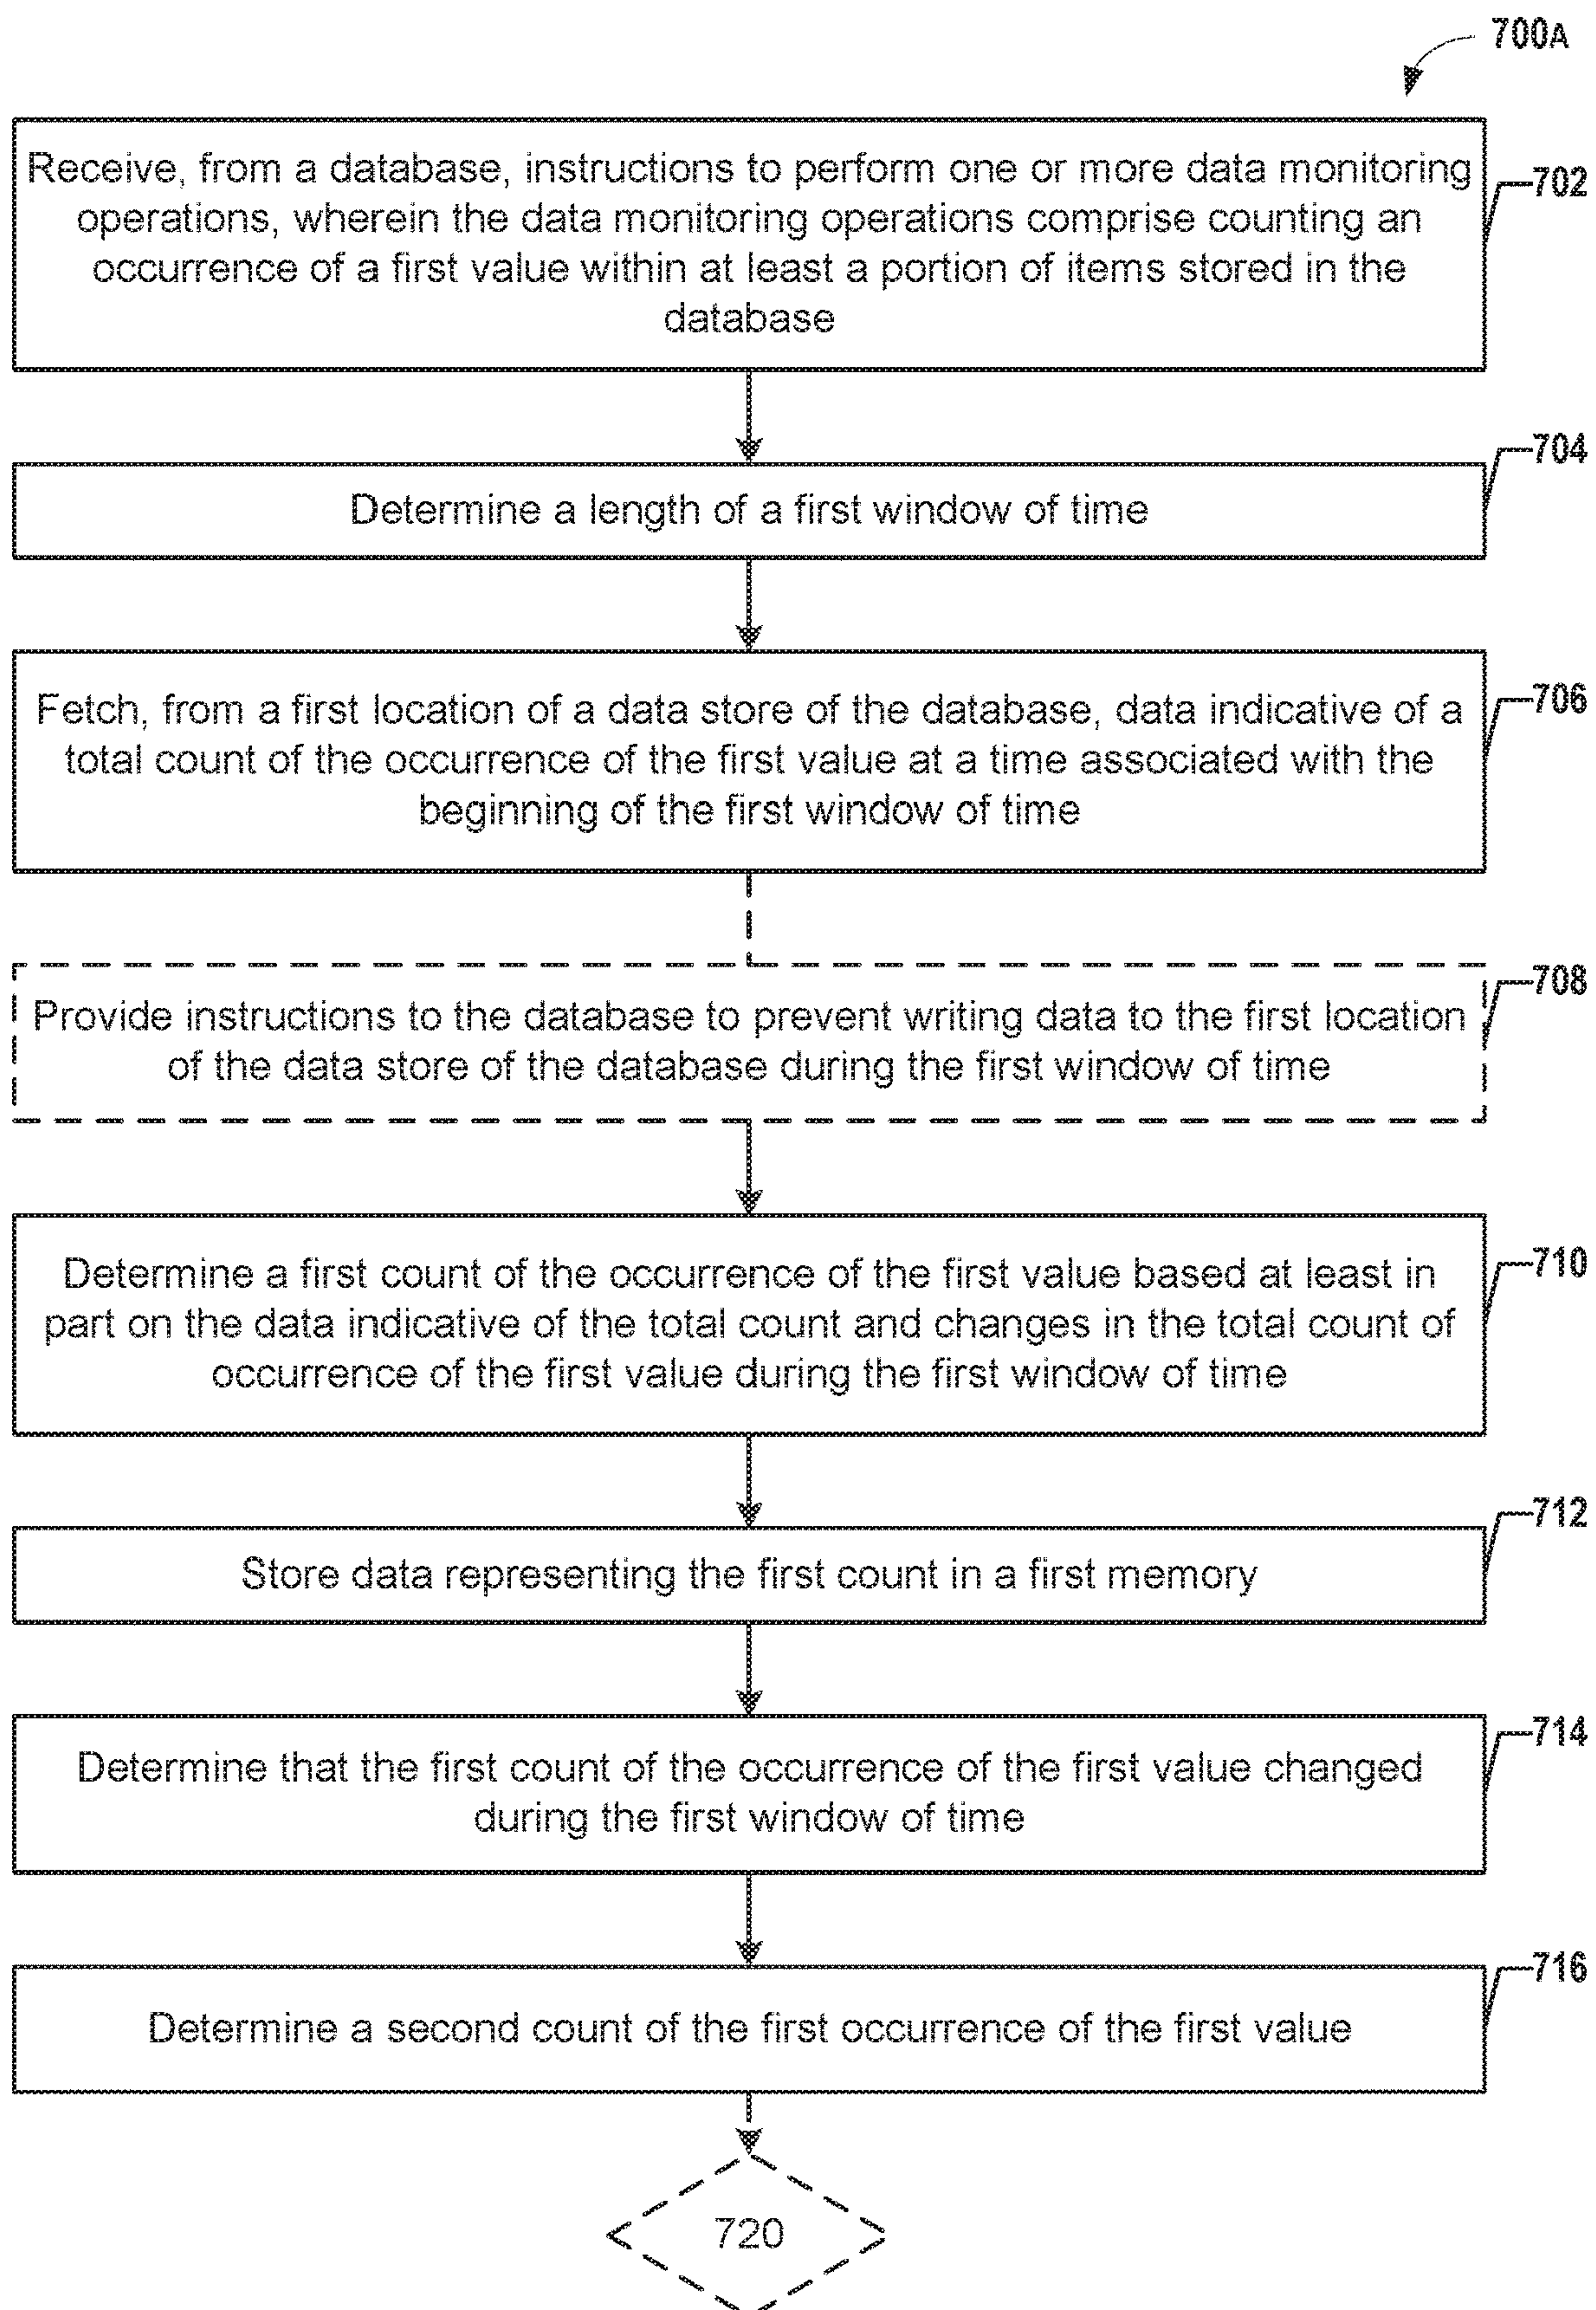 700A
Receive, from a database, instructions to perform one or more data monitoring
operations, wherein the data monitoring operations comprise counting an
occurrence of a first value within at least a portion of items stored in the
database
702
704
Determine a length of a first window of time
706
Fetch, from a first location of a data store of the database, data indicative of a
total count of the occurrence of the first value at a time associated with the
beginning of the first window of time
708
Provide instructions to the database to prevent writing data to the first location
of the data store of the database during the first window of time
710
Determine a first count of the occurrence of the first value based at least in
part on the data indicative of the total count and changes in the total count of
occurrence of the first value during the first window of time
712
Store data representing the first count in a first memory
714
Determine that the first count of the occurrence of the first value changed
during the first window of time
716
Determine a second count of the first occurrence of the first value
720